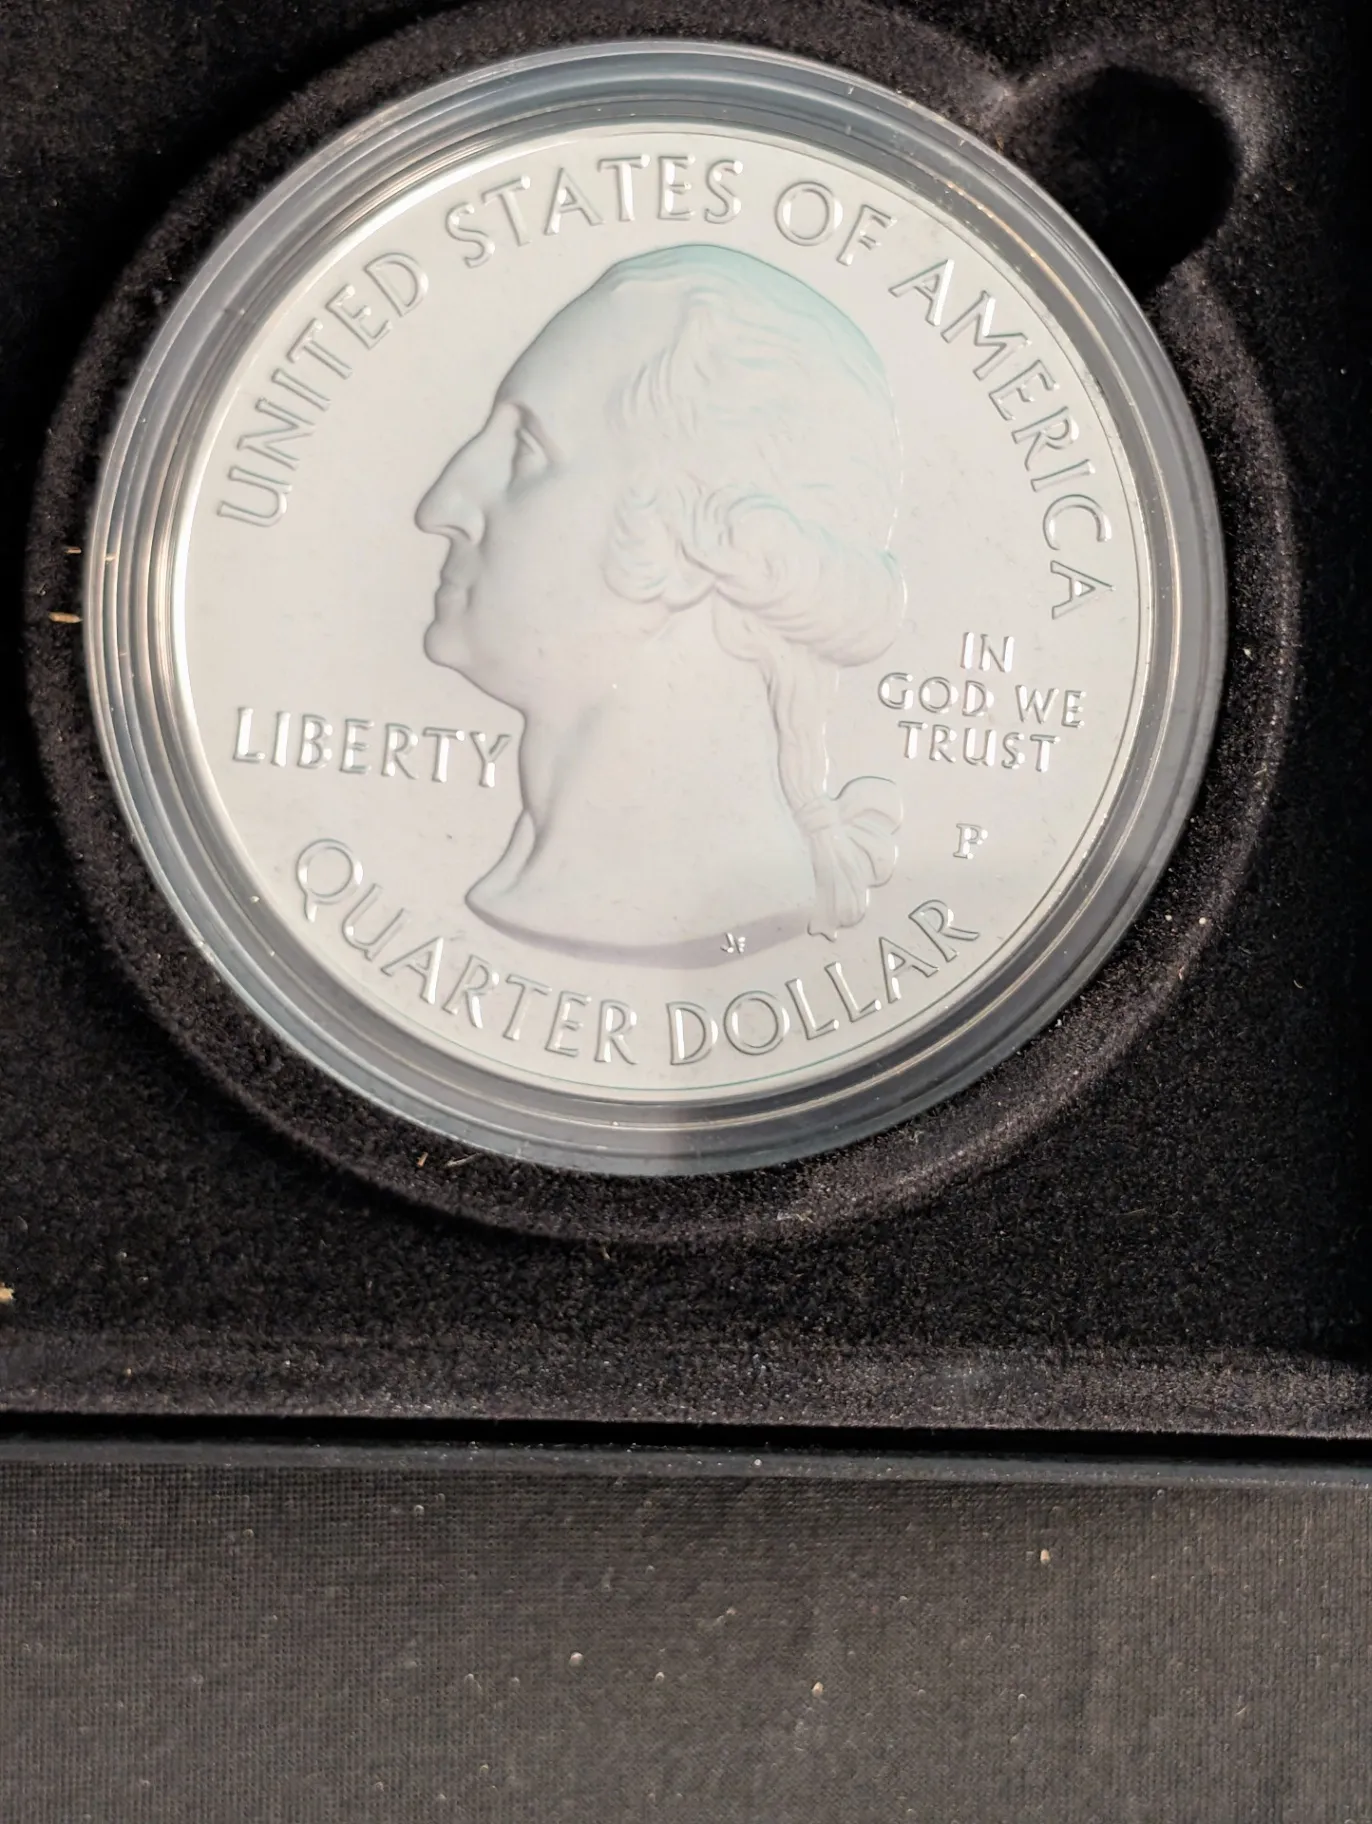 UNITED STATES OF AMERICA
LIBERTY
IN
GOD WE
TRUST
P
JF
QUARTER DOLLAR